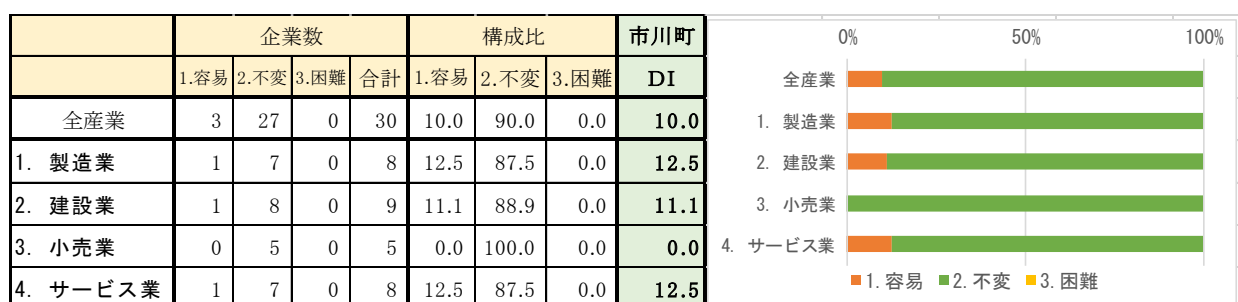 企業数 構成比 市川町
1.容易 2.不変 3.困難 合計 1.容易 2.不変 3.困難 DI
全産業 3 27 0 30 10.0 90.0 0.0 10.0
1. 製造業 1 7 0 8 12.5 87.5 0.0 12.5
2. 建設業 1 8 0 9 11.1 88.9 0.0 11.1
3. 小売業 0 5 0 5 0.0 100.0 0.0 0.0
4. サービス業 1 7 0 8 12.5 87.5 0.0 12.5
0% 50% 100%
全産業
1. 製造業
2. 建設業
3. 小売業
4. サービス業
1. 容易 2. 不変 3. 困難